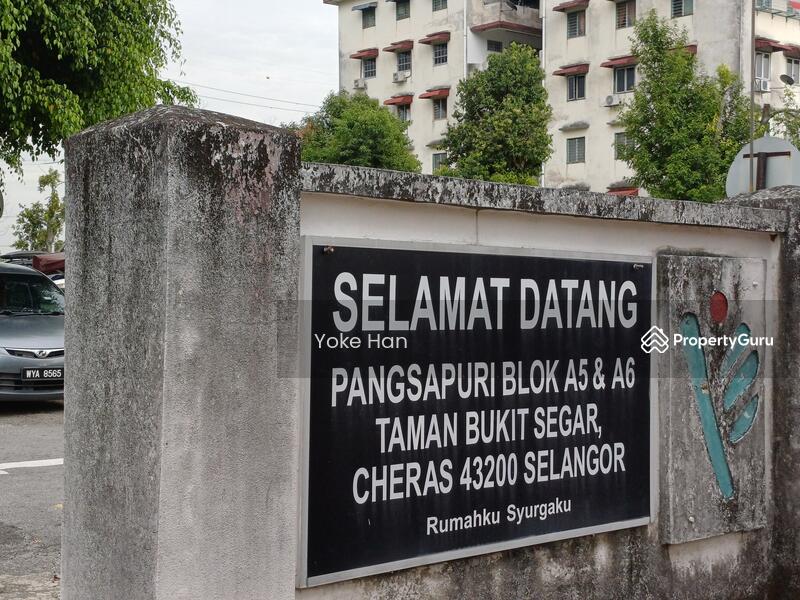 SELAMAT DATANG
Yoke Han
PropertyGuru
PANGSAPURI BLOK A5 & A6
TAMAN BUKIT SEGAR,
CHERAS 43200 SELANGOR
Rumahku Syurgaku
WYA 8565